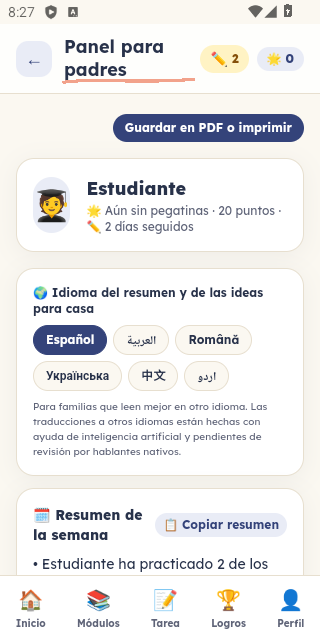 8:27
Panel para
padres
✏️ 2
🌟 0
Guardar en PDF o imprimir
Estudiante
🌟 Aún sin pegatinas · 20 puntos ·
✏️ 2 días seguidos
🌍 Idioma del resumen y de las ideas
para casa
Español
العربية
Română
Українська
中文
اردو
Para familias que leen mejor en otro idioma. Las
traducciones a otros idiomas están hechas con
ayuda de inteligencia artificial y pendientes de
revisión por hablantes nativos.
🗓️ Resumen de
la semana
📋 Copiar resumen
• Estudiante ha practicado 2 de los
Inicio
Módulos
Tarea
Logros
Perfil